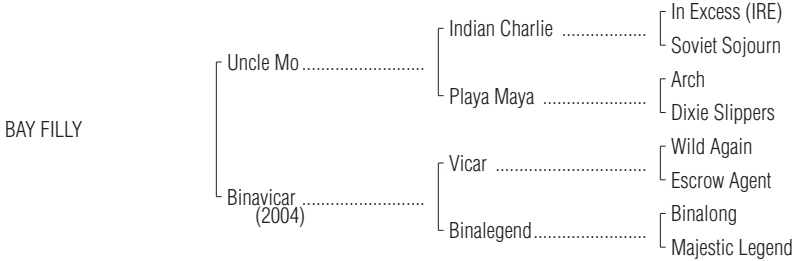 In Excess (IRE)
Indian Charlie ..................
Soviet Sojourn
Uncle Mo ..........................
Arch
Playa Maya ......................
Dixie Slippers
BAY FILLY
Wild Again
Vicar ................................
Escrow Agent
Binavicar ..........................
(2004)
Binalong
Binalegend........................
Majestic Legend